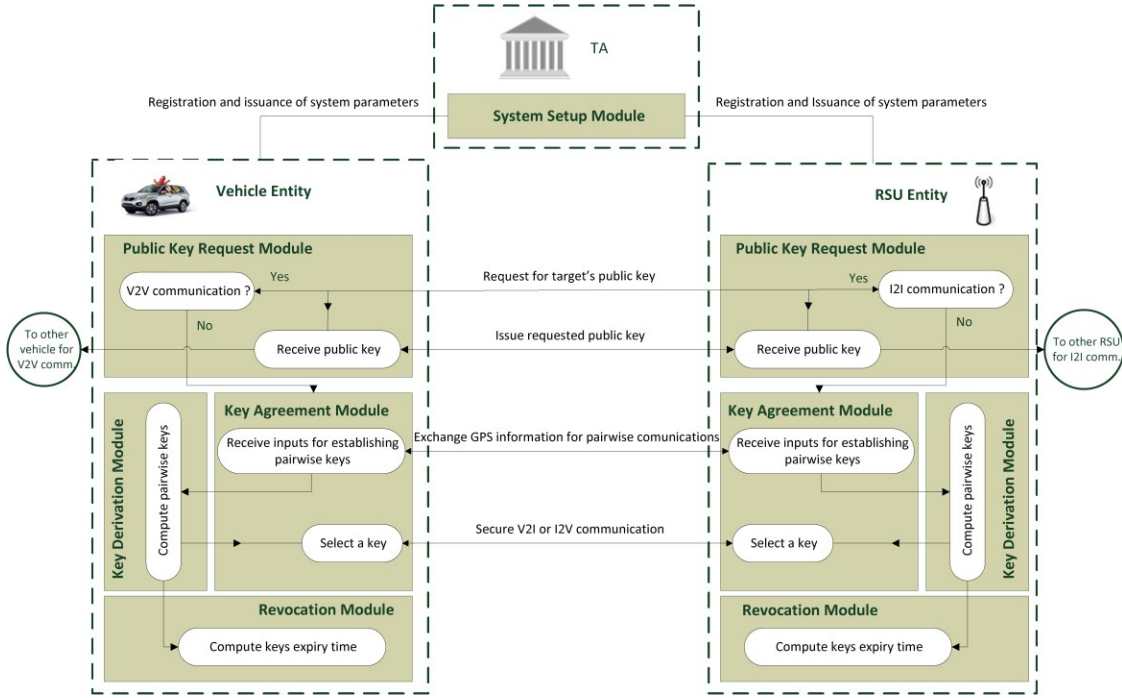 TA
System Setup Module
Registration and issuance of system parameters
Registration and Issuance of system parameters
Vehicle Entity
Public Key Request Module
V2V communication ?
Yes
No
Receive public key
To other
vehicle for
V2V comm.
Key Derivation Module
Compute pairwise keys
Key Agreement Module
Receive inputs for establishing
pairwise keys
Select a key
Revocation Module
Compute keys expiry time
Request for target's public key
Issue requested public key
Exchange GPS information for pairwise comunications
Secure V2I or I2V communication
RSU Entity
Public Key Request Module
Yes
I2I communication ?
No
Receive public key
To other RSU
for I2I comm.
Key Agreement Module
Receive inputs for establishing
pairwise keys
Select a key
Compute pairwise keys
Key Derivation Module
Revocation Module
Compute keys expiry time